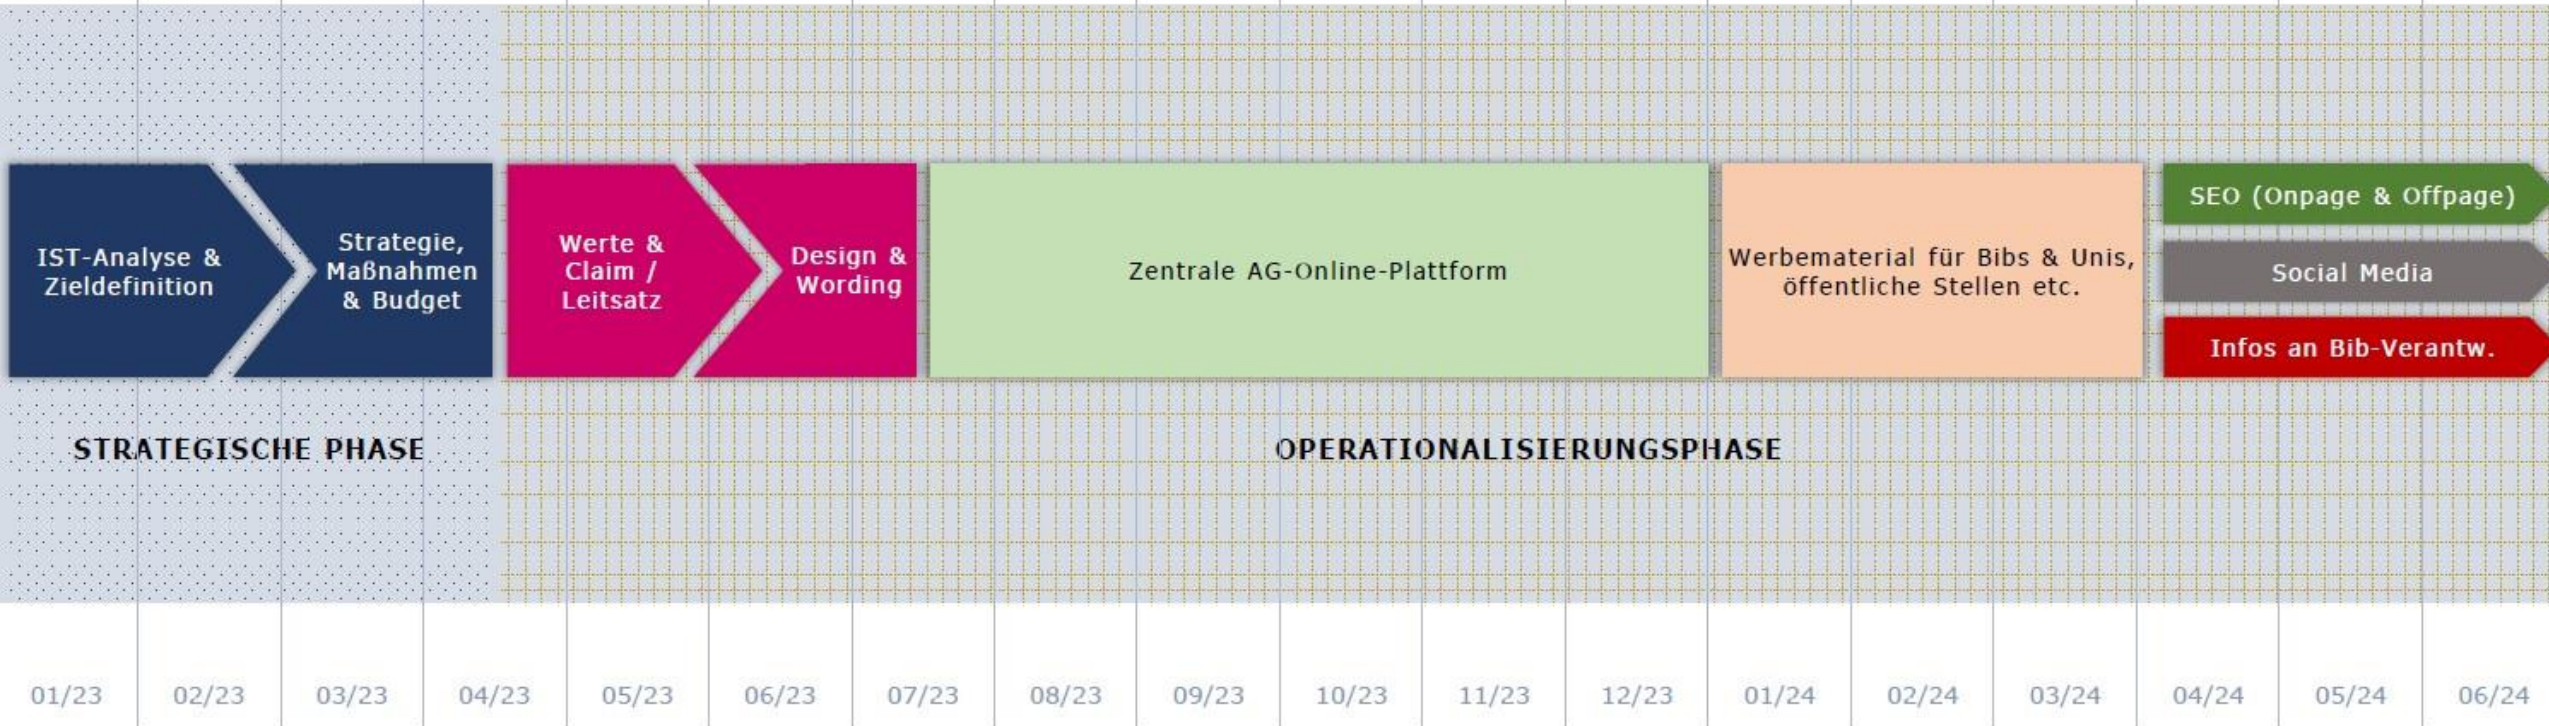 IST-Analyse &
Zieldefinition
Strategie,
Maßnahmen
& Budget
Werte &
Claim /
Leitsatz
Design &
Wording
Zentrale AG-Online-Plattform
Werbematerial für Bibs & Unis,
öffentliche Stellen etc.
SEO (Onpage & Offpage)
Social Media
Infos an Bib-Verantw.
STRATEGISCHE PHASE
OPERATIONALISIERUNGSPHASE
01/23 02/23 03/23 04/23 05/23 06/23 07/23 08/23 09/23 10/23 11/23 12/23 01/24 02/24 03/24 04/24 05/24 06/24